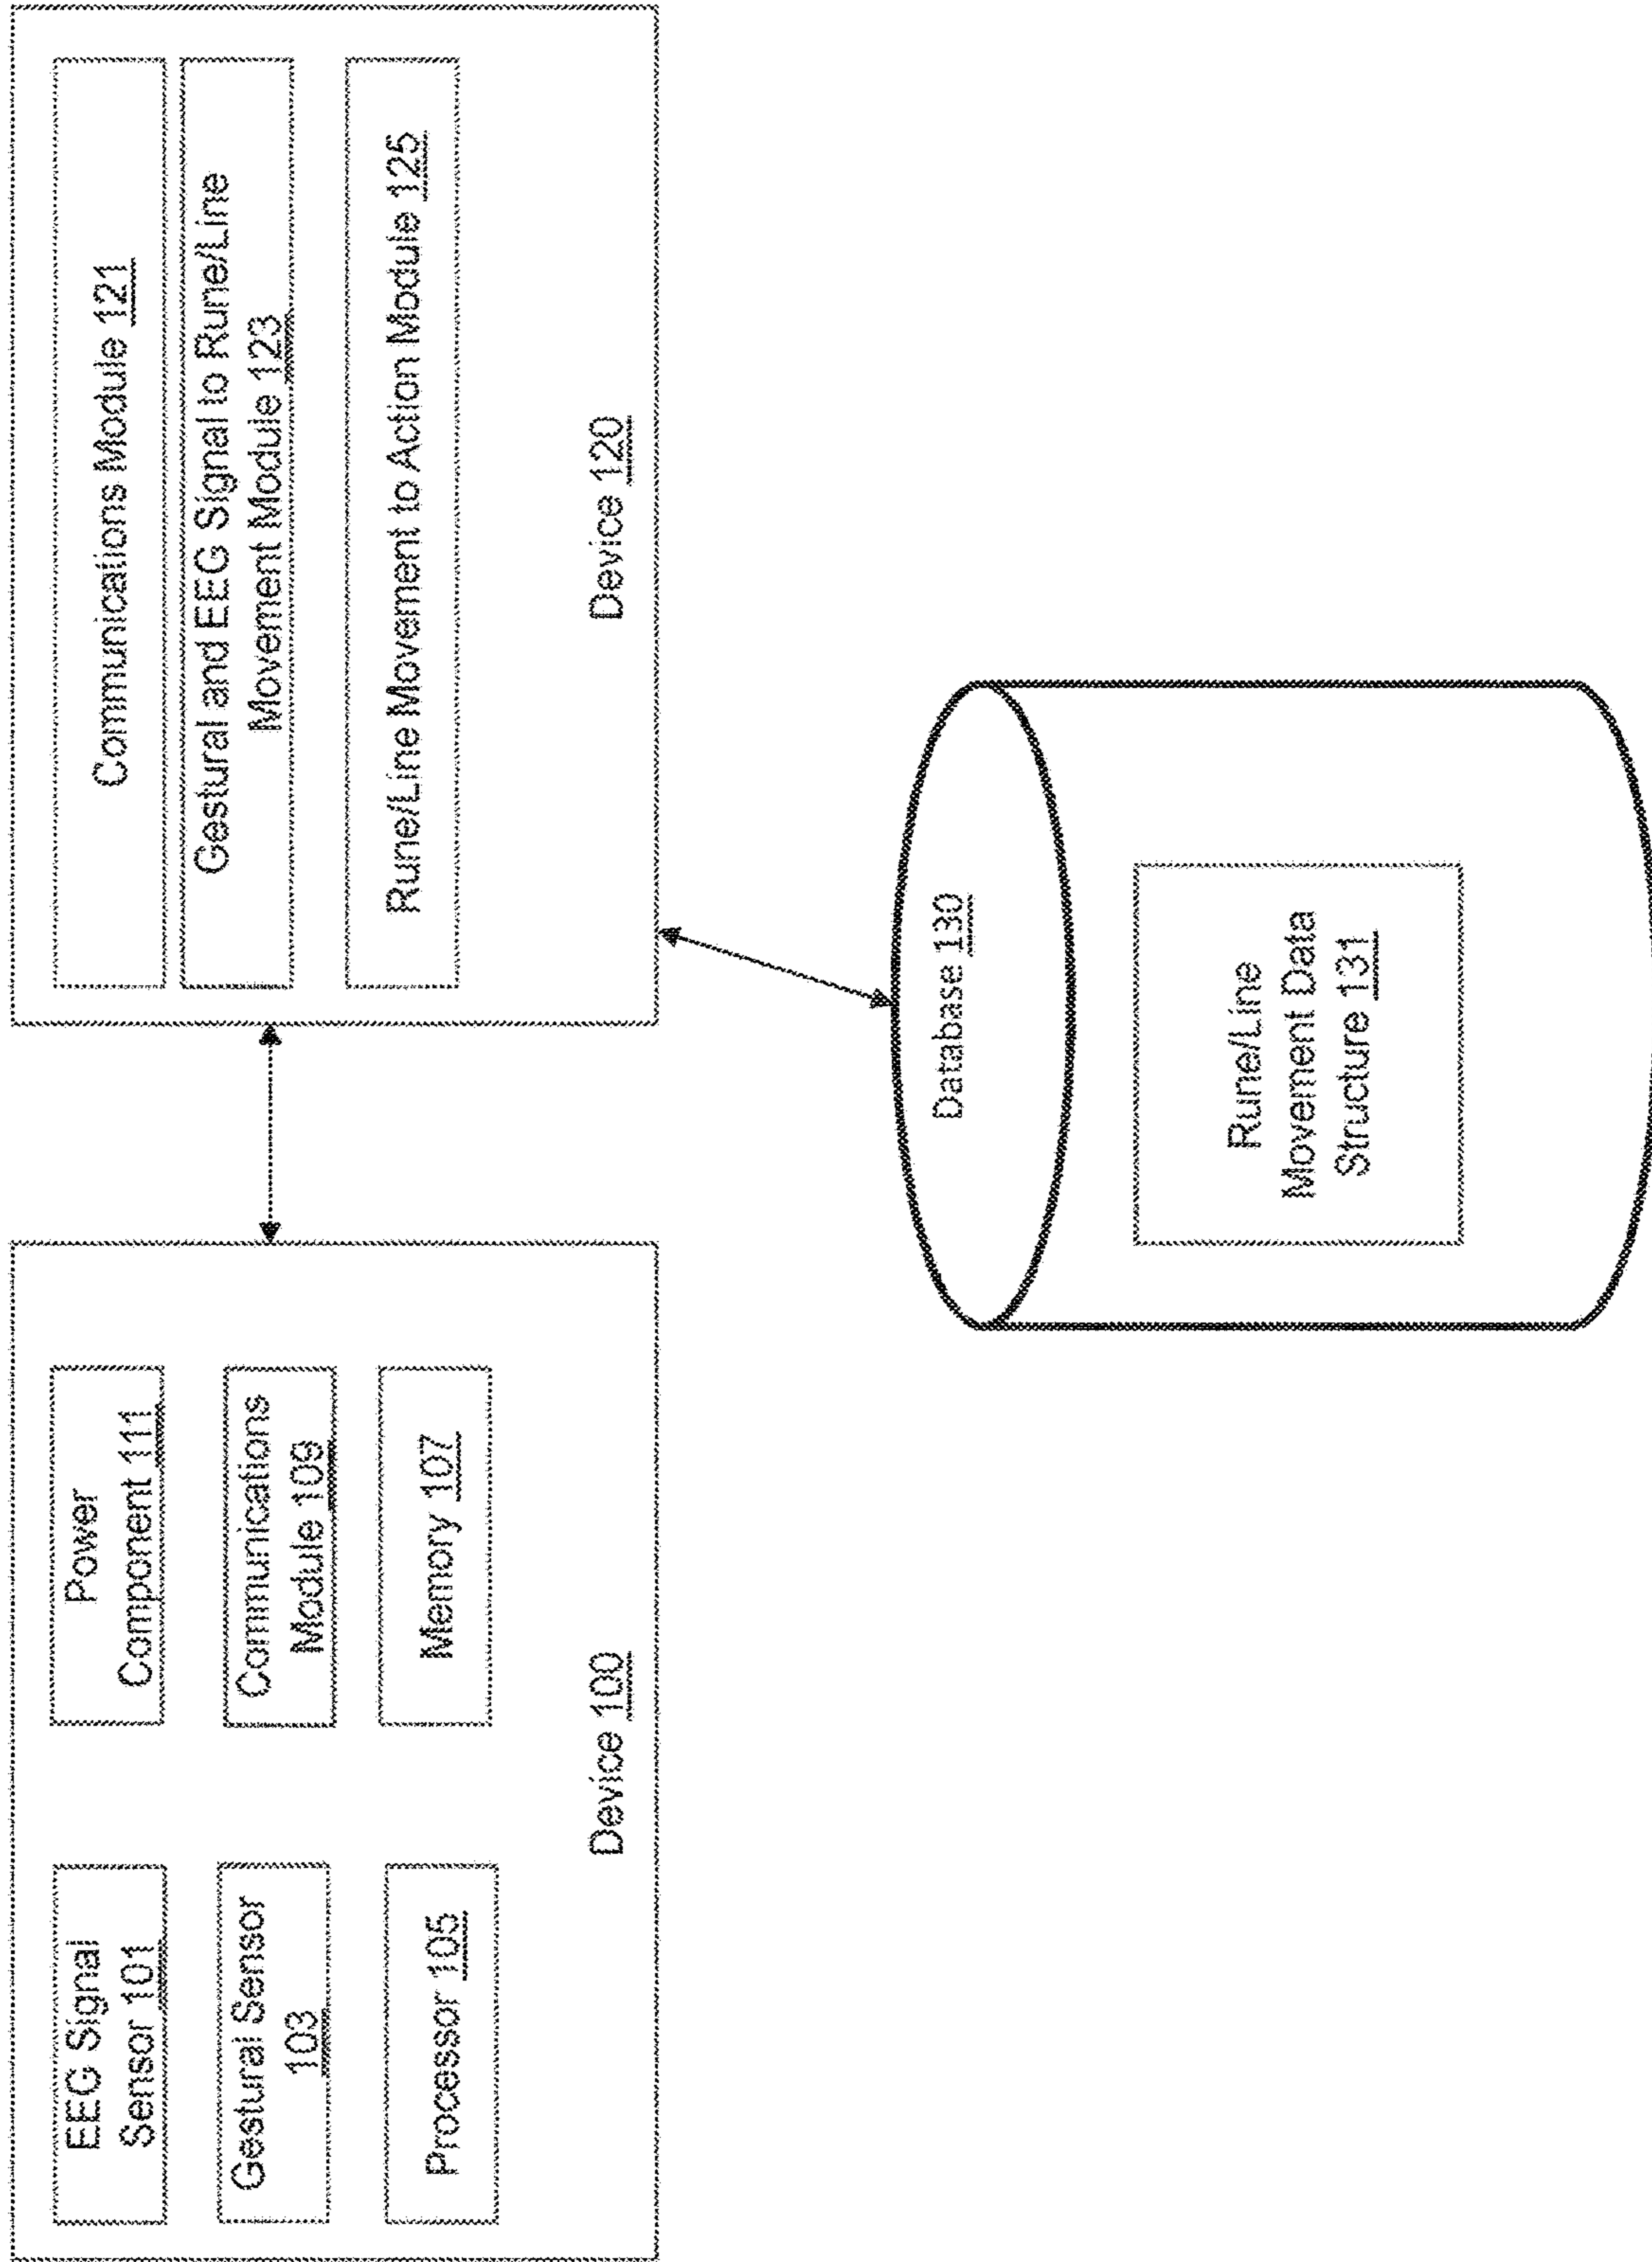 EEG Signal
Sensor 101
Gestural Sensor
103
Processor 105
Power
Component 111
Communications
Module 109
Memory 107
Device 100
Communications Module 121
Gestural and EEG Signal to Rune/Line
Movement Module 123
Rune/Line Movement to Action Module 125
Device 120
Database 130
Rune/Line
Movement Data
Structure 131